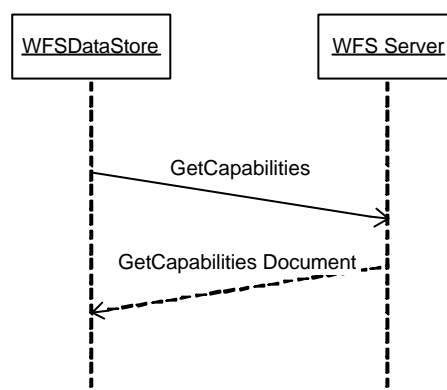 WFSDataStore
WFS Server
GetCapabilities
GetCapabilities Document